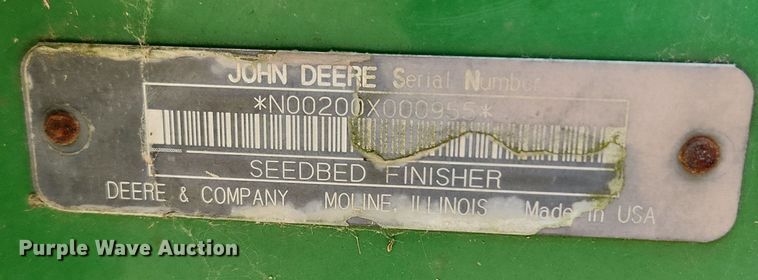 JOHN DEERE Serial Number
*N00200X000955*
SEEDBED FINISHER
DEERE & COMPANY MOLINE, ILLINOIS Made in USA
Purple Wave Auction